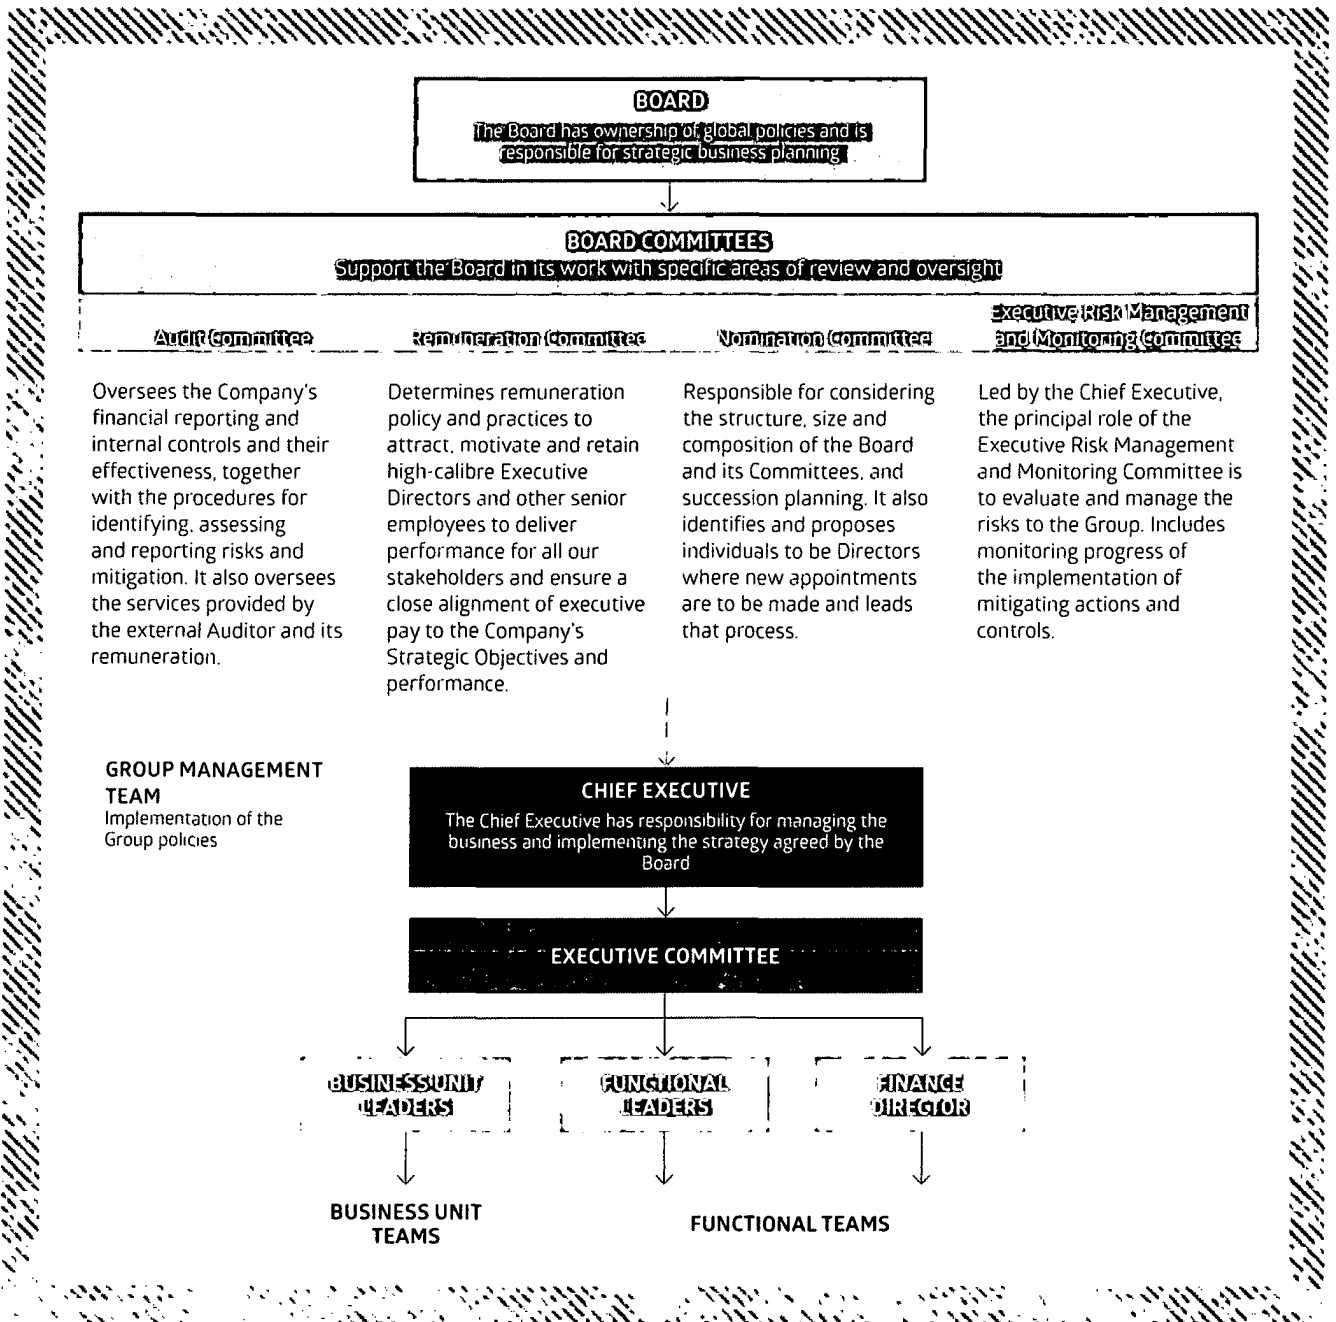 BOARD
The Board has ownership of global policies and is
responsible for strategic business planning
BOARD COMMITTEES
Support the Board in its work with specific areas of review and oversight
Audit Committee
Remuneration Committee
Nomination Committee
Executive Risk Management
and Monitoring Committee
Oversees the Company's
financial reporting and
internal controls and their
effectiveness, together
with the procedures for
identifying, assessing
and reporting risks and
mitigation. It also oversees
the services provided by
the external Auditor and its
remuneration.
Determines remuneration
policy and practices to
attract, motivate and retain
high-calibre Executive
Directors and other senior
employees to deliver
performance for all our
stakeholders and ensure a
close alignment of executive
pay to the Company's
Strategic Objectives and
performance.
Responsible for considering
the structure, size and
composition of the Board
and its Committees, and
succession planning. It also
identifies and proposes
individuals to be Directors
where new appointments
are to be made and leads
that process.
Led by the Chief Executive,
the principal role of the
Executive Risk Management
and Monitoring Committee is
to evaluate and manage the
risks to the Group. Includes
monitoring progress of
the implementation of
mitigating actions and
controls.
GROUP MANAGEMENT
TEAM
Implementation of the
Group policies
CHIEF EXECUTIVE
The Chief Executive has responsibility for managing the
business and implementing the strategy agreed by the
Board
EXECUTIVE COMMITTEE
BUSINESS UNIT
LEADERS
FUNCTIONAL
LEADERS
FINANCE
DIRECTOR
BUSINESS UNIT
TEAMS
FUNCTIONAL TEAMS